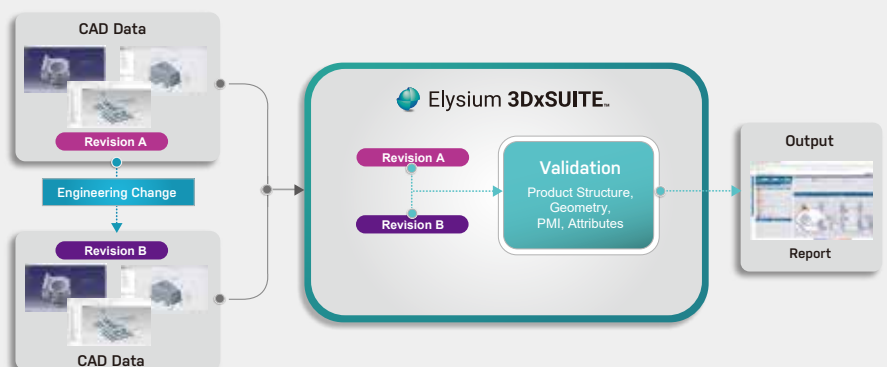 CAD Data
Revision A
Engineering Change
Revision B
CAD Data
Elysium 3DxSUITE™
Revision A
Revision B
Validation
Product Structure,
Geometry,
PMI, Attributes
Output
Report